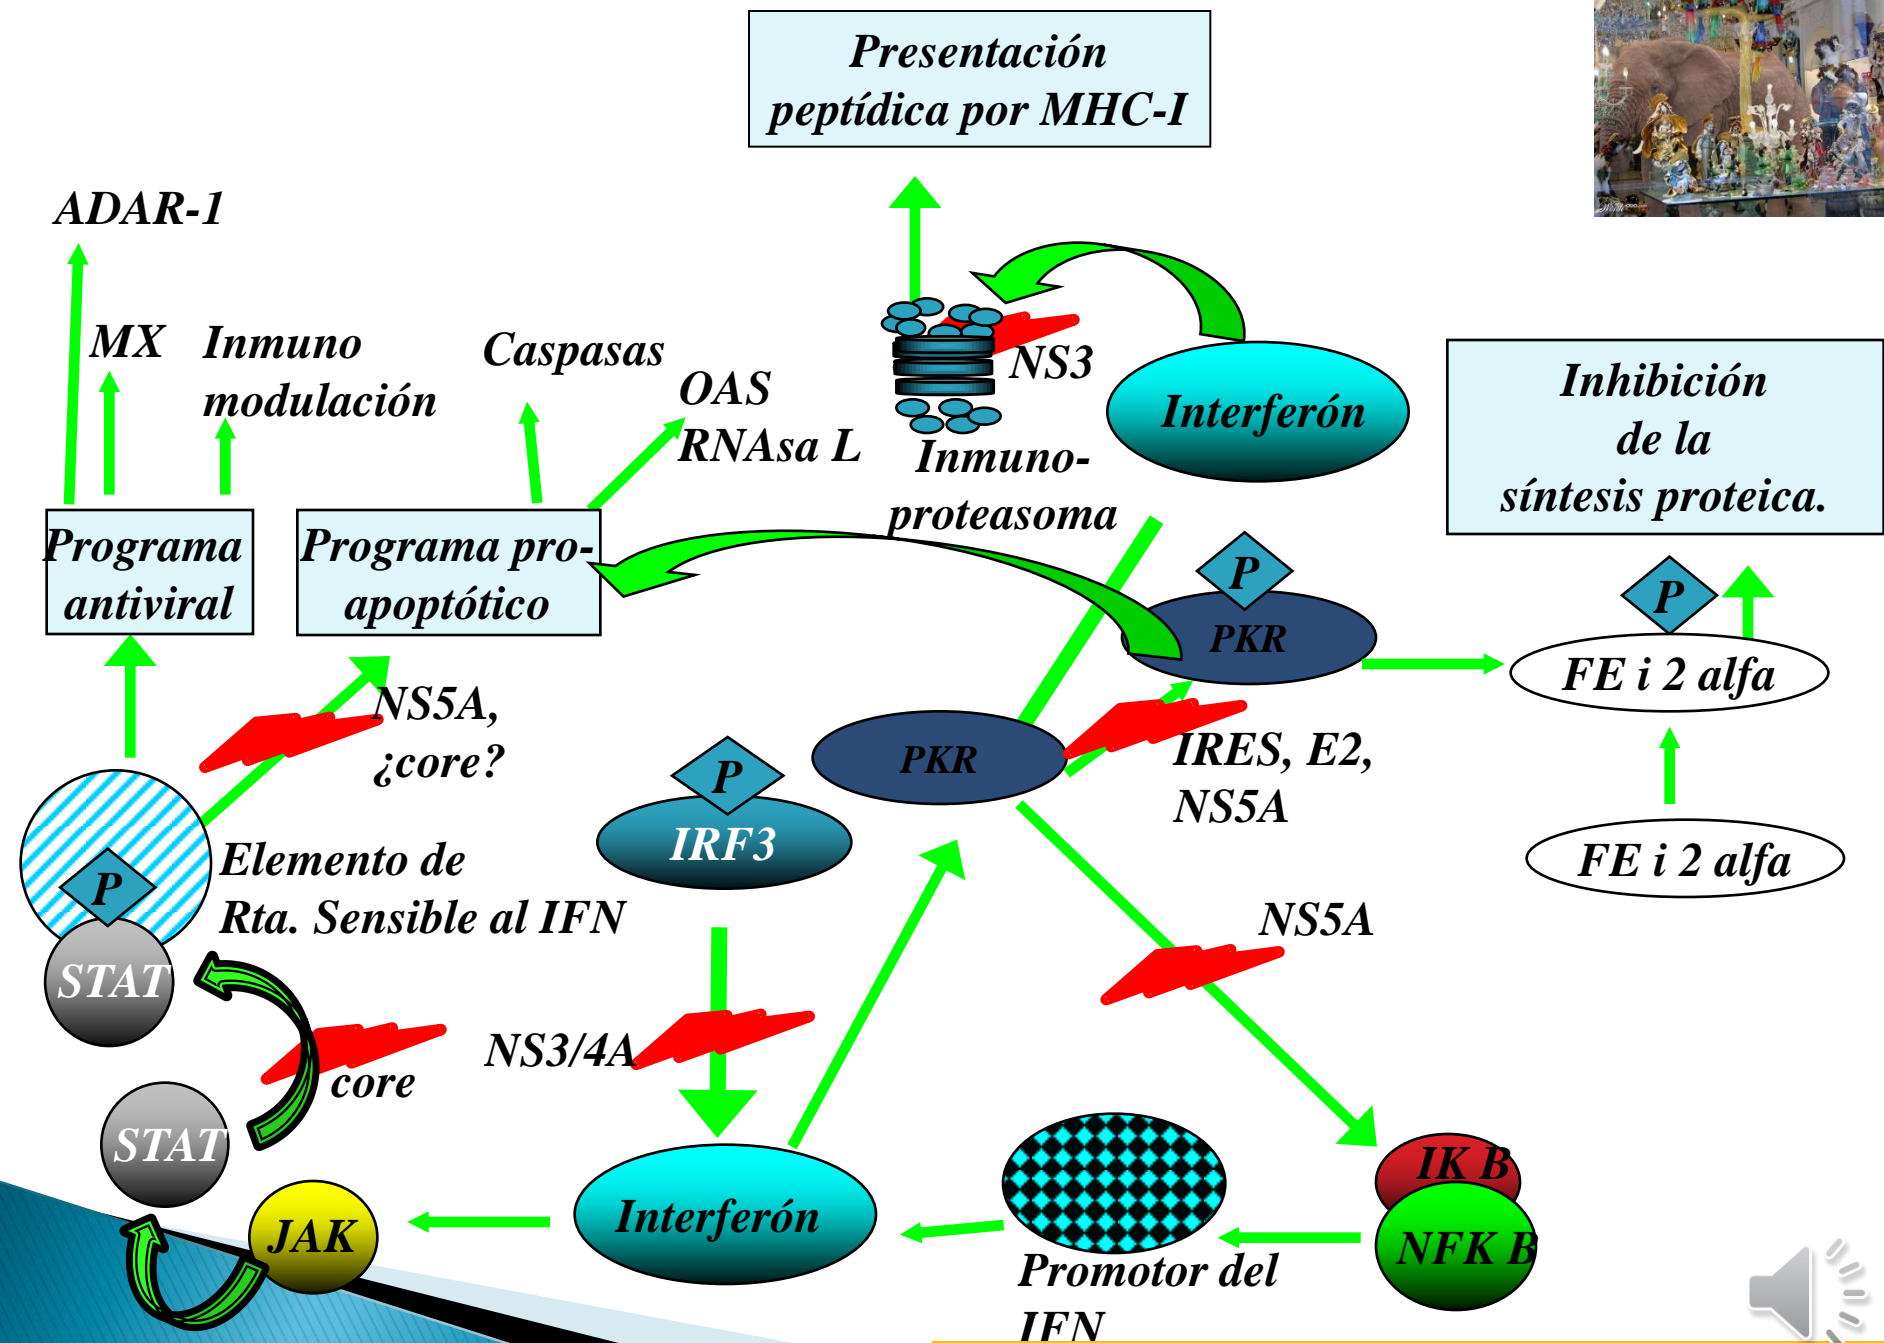 Presentación
peptídica por MHC-I
ADAR-1
MX
Inmuno
modulación
Caspasas
OAS
RNAsa L
NS3
Interferón
Inmuno-
proteasoma
Inhibición
de la
síntesis proteica.
Programa
antiviral
Programa pro-
apoptótico
P
PKR
P
FE i 2 alfa
NS5A,
¿core?
PKR
IRES, E2,
NS5A
P
IRF3
FE i 2 alfa
P
STAT
Elemento de
Rta. Sensible al IFN
NS5A
NS3/4A
core
STAT
JAK
Interferón
Promotor del
IFN
IK B
NFK B